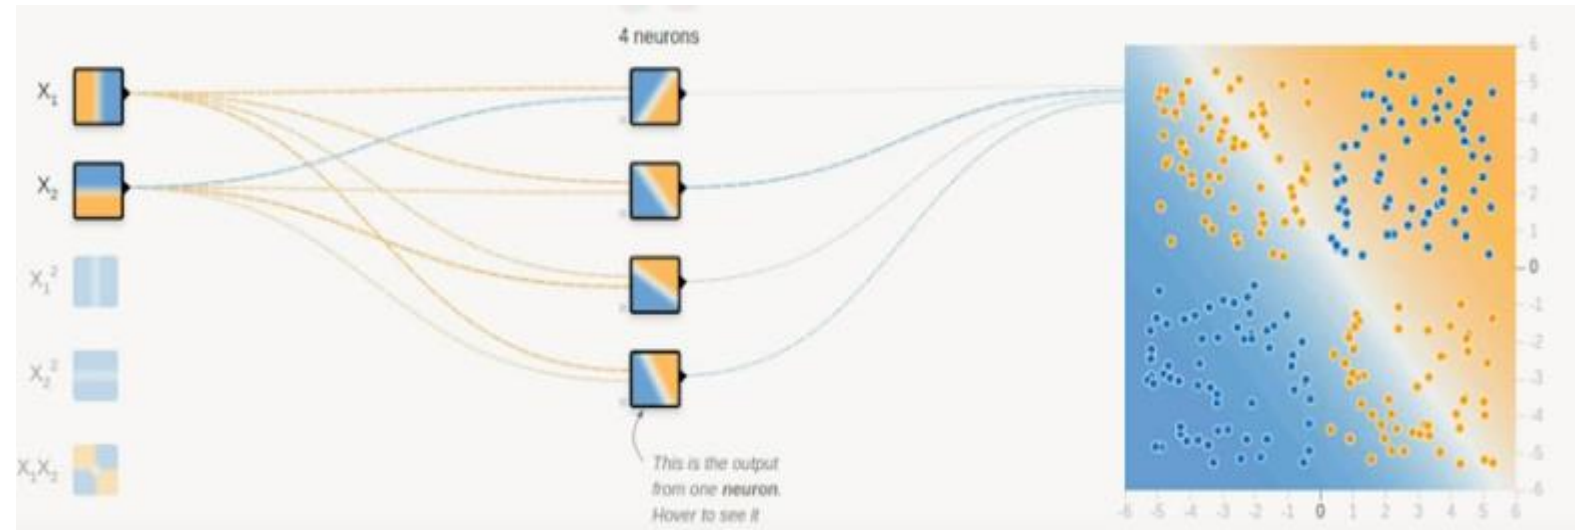 4 neurons
X₁
X₂
X₁²
X₂²
X₁X₂
This is the output
from one neuron.
Hover to see it
6
5
4
3
2
1
0
-1
-2
-3
-4
-5
-6
-6 -5 -4 -3 -2 -1 0 1 2 3 4 5 6